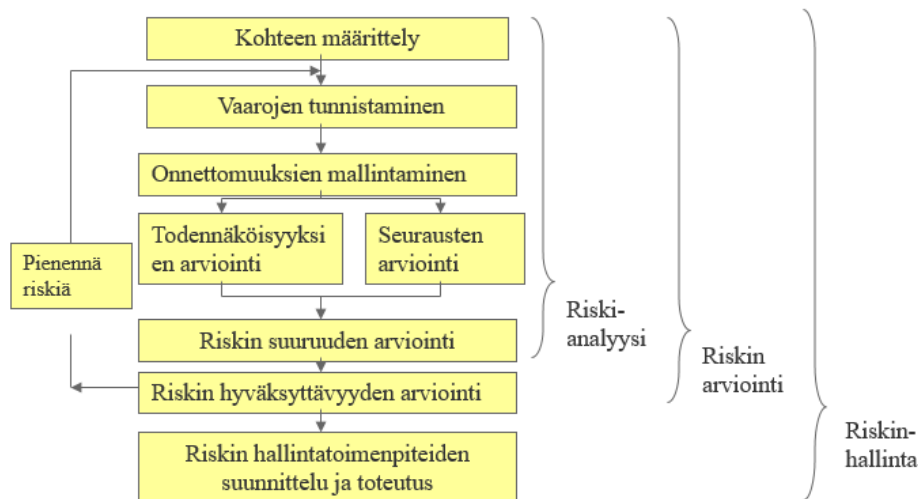 Kohteen määrittely
Vaarojen tunnistaminen
Onnettomuuksien mallintaminen
Todennäköisyyksi
en arviointi
Seurausten
arviointi
Pienennä
riskiä
Riskin suuruuden arviointi
Riskin hyväksyttävyyden arviointi
Riskin hallintatoimenpiteiden
suunnittelu ja toteutus
Riski-
analyysi
Riskin
arviointi
Riskin-
hallinta